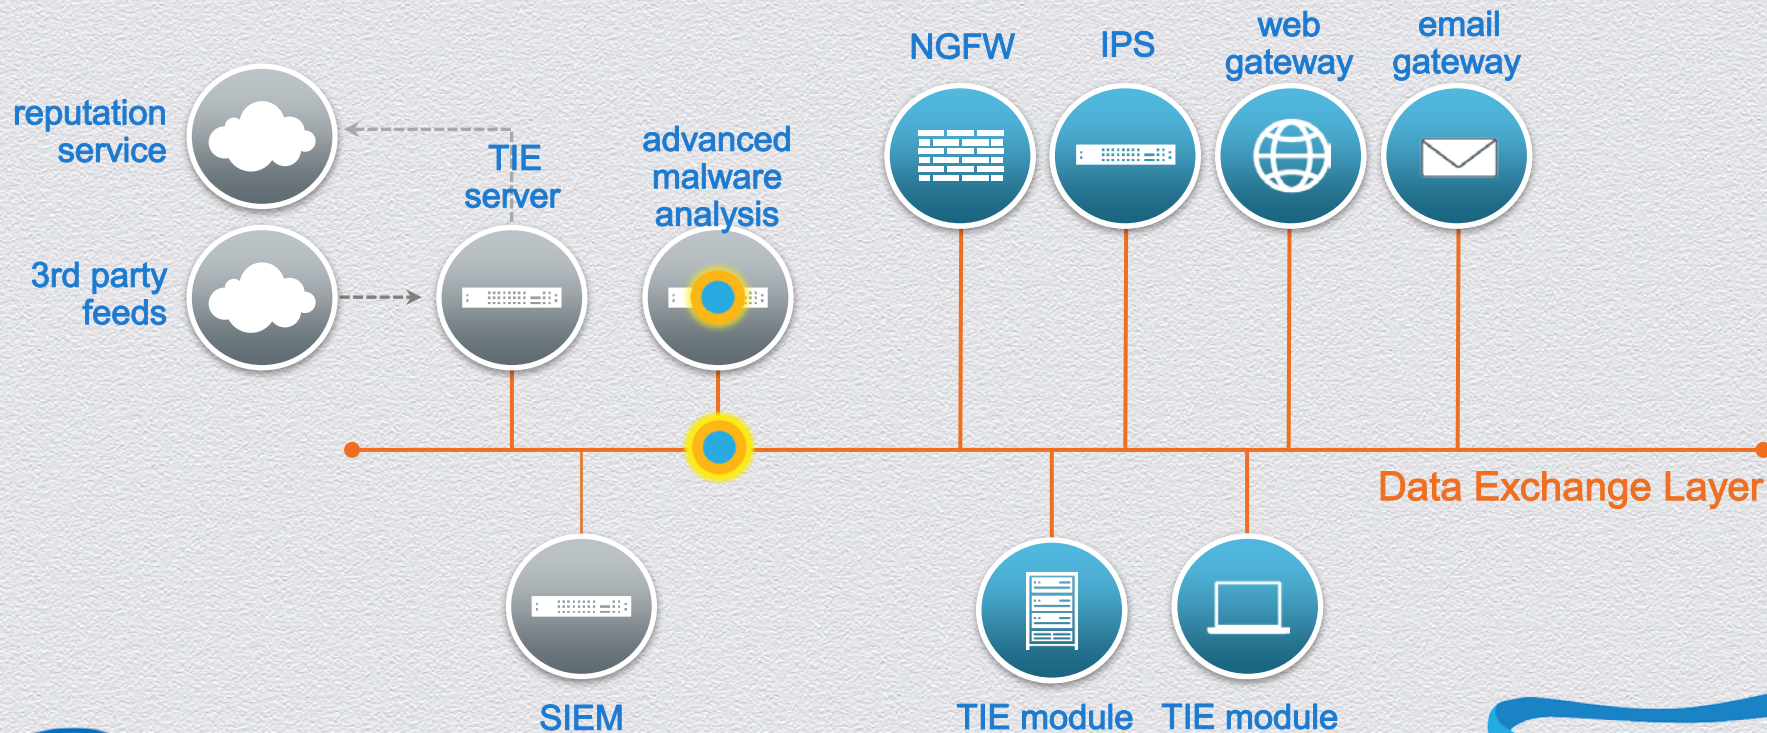 NGFW
IPS
web
gateway
email
gateway
reputation
service
TIE
server
advanced
malware
analysis
3rd party
feeds
Data Exchange Layer
SIEM
TIE module
TIE module